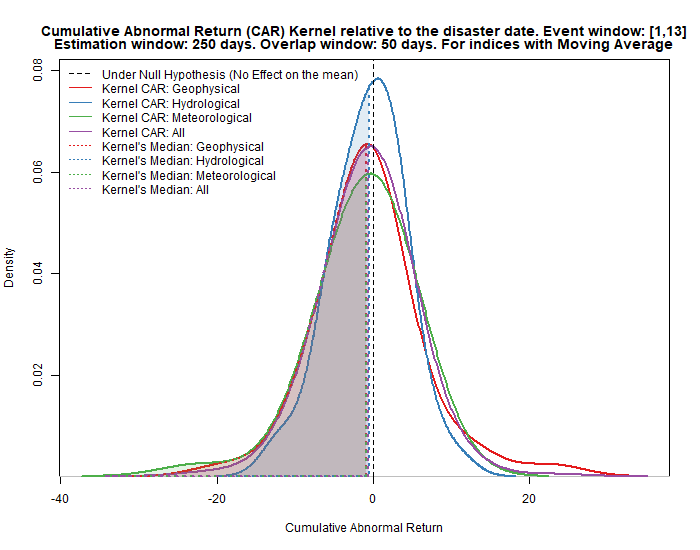 Cumulative Abnormal Return (CAR) Kernel relative to the disaster date. Event window: [1,13]
Estimation window: 250 days. Overlap window: 50 days. For indices with Moving Average
Under Null Hypothesis (No Effect on the mean)
Kernel CAR: Geophysical
Kernel CAR: Hydrological
Kernel CAR: Meteorological
Kernel CAR: All
Kernel's Median: Geophysical
Kernel's Median: Hydrological
Kernel's Median: Meteorological
Kernel's Median: All
Density
0.08
0.06
0.04
0.02
-40
-20
0
20
Cumulative Abnormal Return